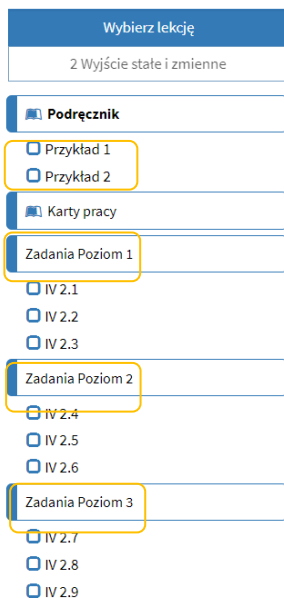 Wybierz lekcję
2 Wyjście stałe i zmienne
Podręcznik
Przykład 1
Przykład 2
Karty pracy
Zadania Poziom 1
IV 2.1
IV 2.2
IV 2.3
Zadania Poziom 2
IV 2.4
IV 2.5
IV 2.6
Zadania Poziom 3
IV 2.7
IV 2.8
IV 2.9